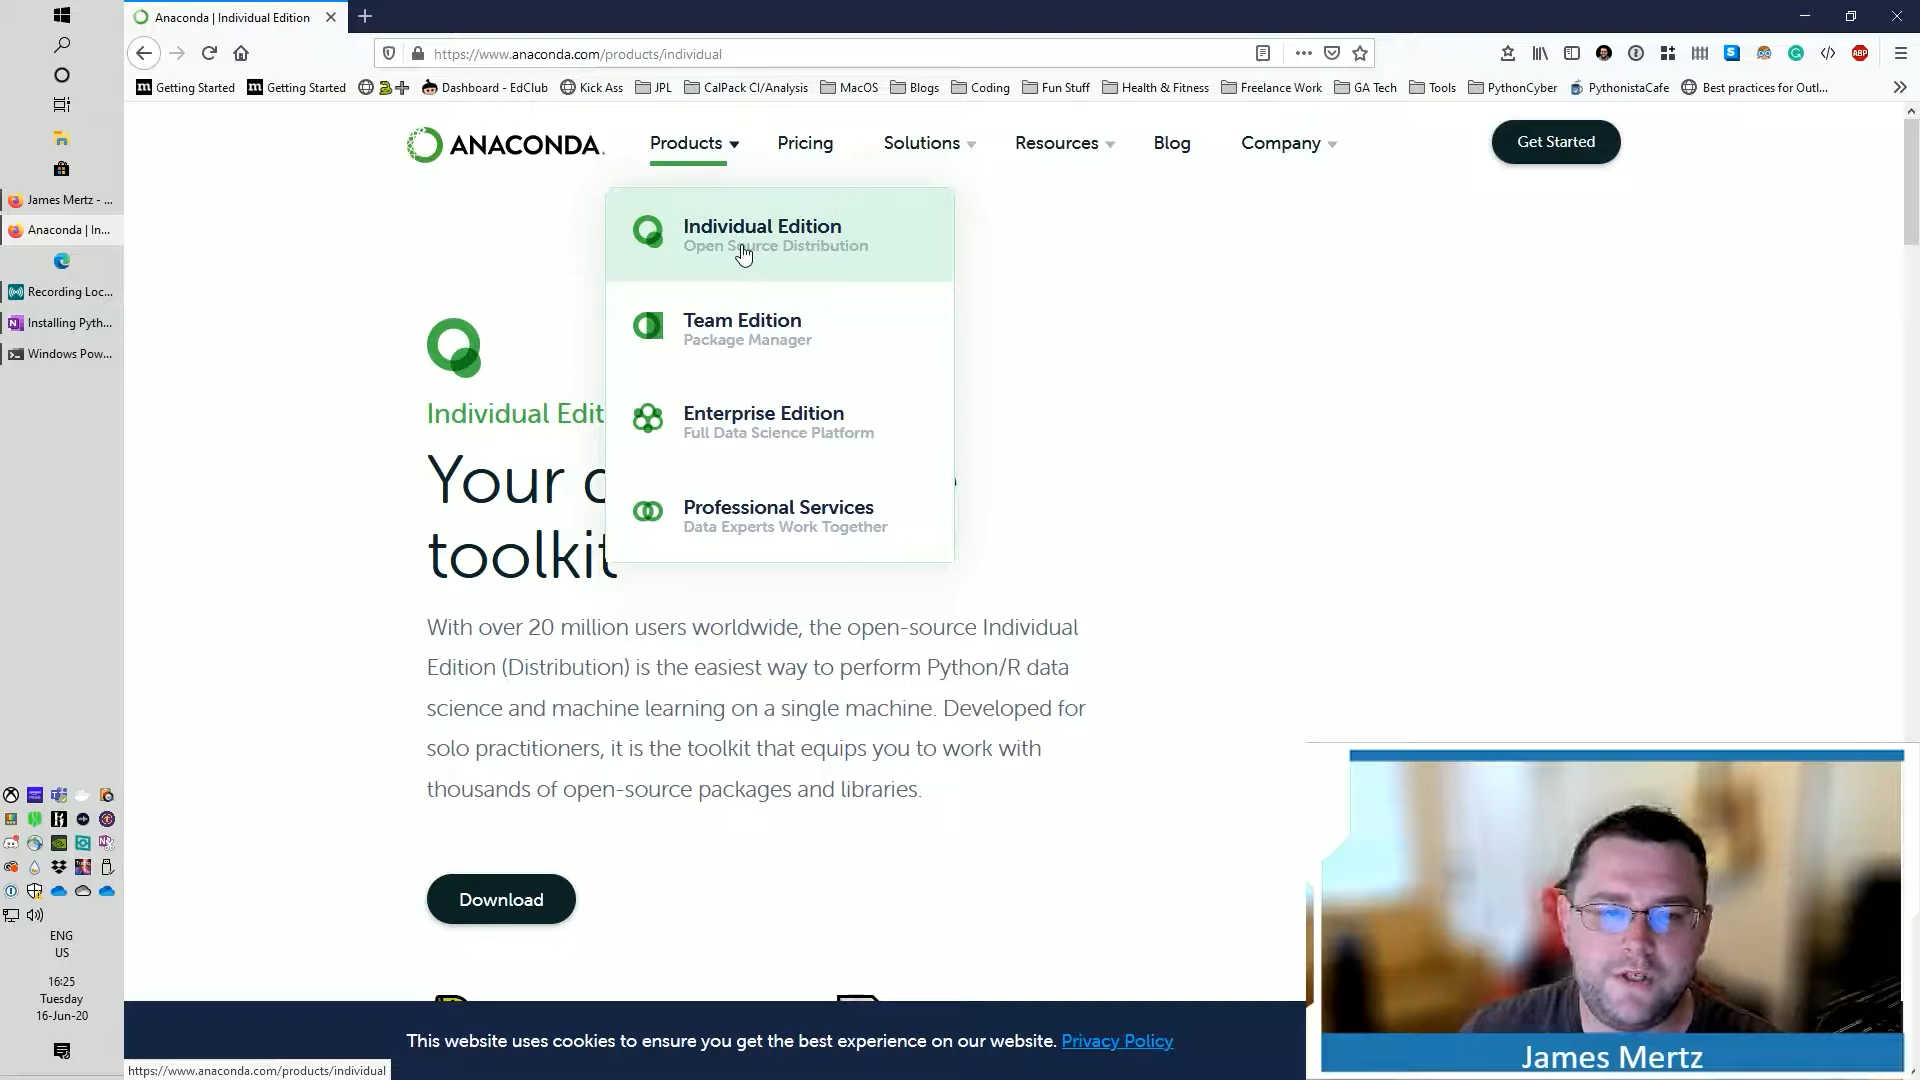 Anaconda | Individual Edition
https://www.anaconda.com/products/individual
Getting Started
Getting Started
Dashboard - EdClub
Kick Ass
JPL
CalPack CI/Analysis
MacOS
Blogs
Coding
Fun Stuff
Health & Fitness
Freelance Work
GA Tech
Tools
PythonCyber
PythonistaCafe
Best practices for Outl...
James Mertz - ...
Anaconda | In...
Recording Loc...
Installing Pyth...
Windows Pow...
ENG
US
16:25
Tuesday
16-Jun-20
ANACONDA.
Products
Pricing
Solutions
Resources
Blog
Company
Get Started
Individual Edition
Open Source Distribution
Team Edition
Package Manager
Enterprise Edition
Full Data Science Platform
Professional Services
Data Experts Work Together
Individual Edit
Your
toolkit
With over 20 million users worldwide, the open-source Individual
Edition (Distribution) is the easiest way to perform Python/R data
science and machine learning on a single machine. Developed for
solo practitioners, it is the toolkit that equips you to work with
thousands of open-source packages and libraries.
Download
This website uses cookies to ensure you get the best experience on our website. Privacy Policy
https://www.anaconda.com/products/individual
James Mertz